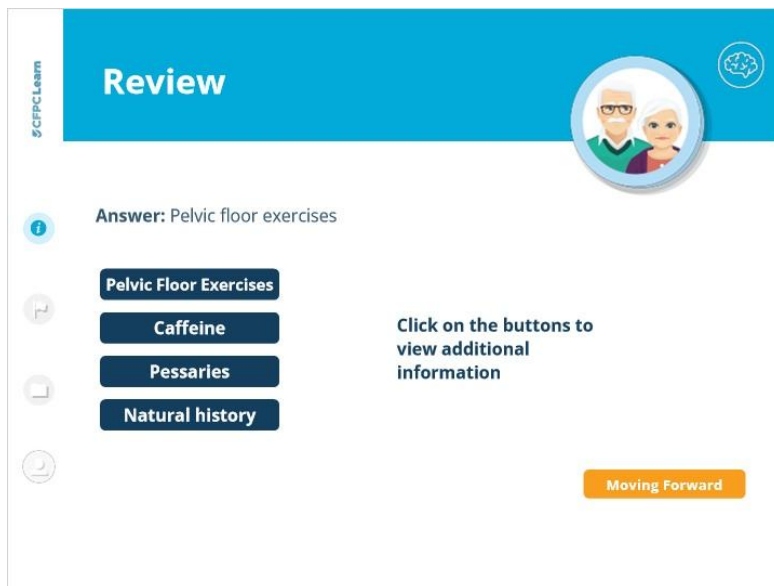 CFPCLearn
Review
Answer: Pelvic floor exercises
Pelvic Floor Exercises
Caffeine
Pessaries
Natural history
Click on the buttons to
view additional
information
Moving Forward